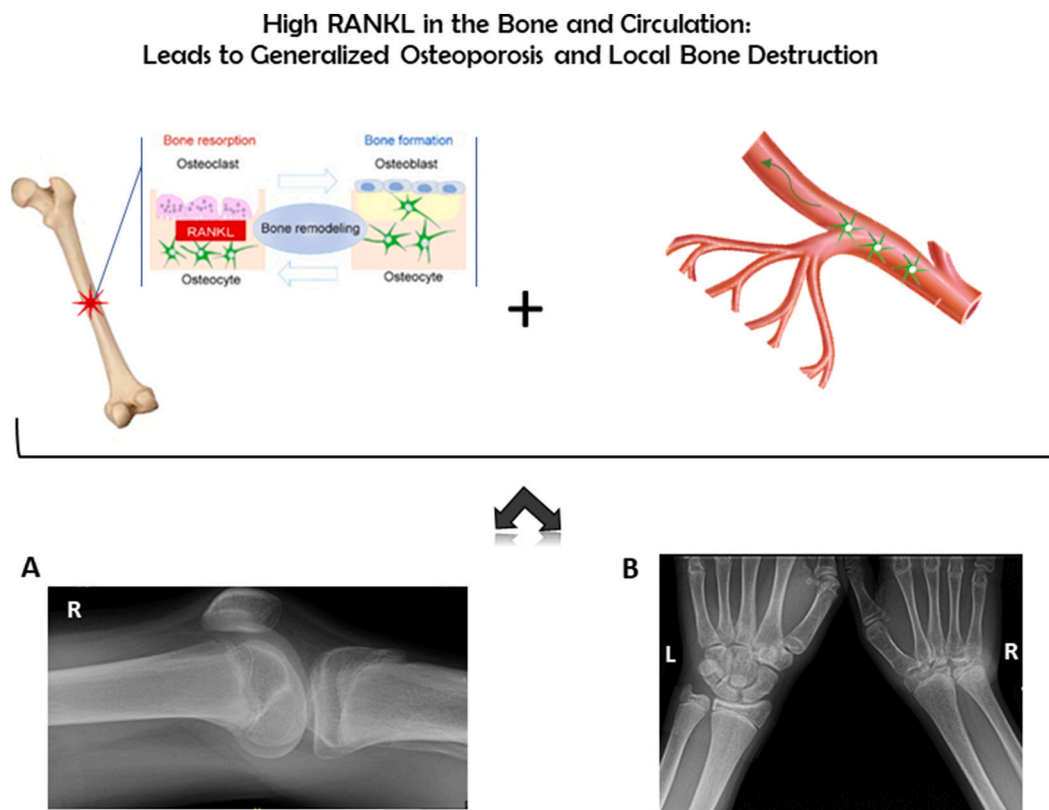 High RANKL in the Bone and Circulation:
Leads to Generalized Osteoporosis and Local Bone Destruction
Bone resorption
Bone formation
Osteoclast
Osteoblast
RANKL
Bone remodeling
Osteocyte
Osteocyte
+
A
B
R
L
R